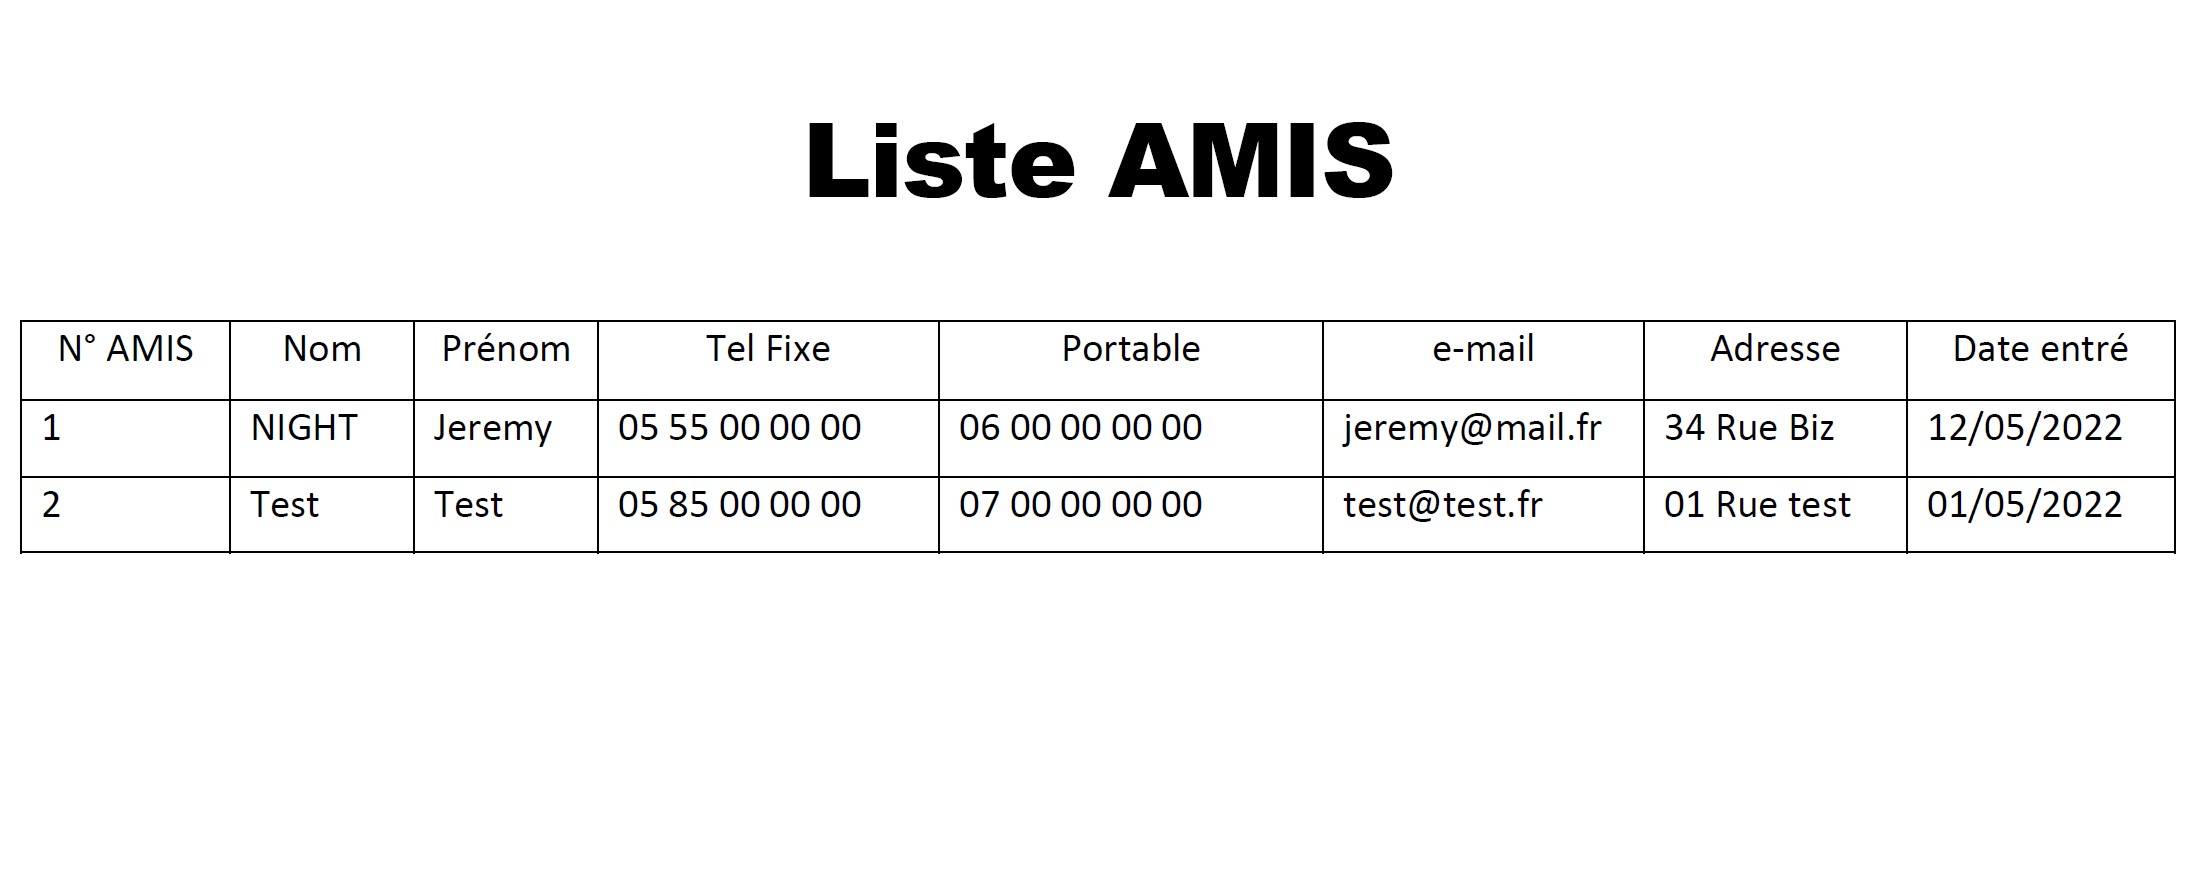 Liste AMIS
N° AMIS Nom Prénom Tel Fixe Portable e-mail Adresse Date entré
1 NIGHT Jeremy 05 55 00 00 00 06 00 00 00 00 jeremy@mail.fr 34 Rue Biz 12/05/2022
2 Test Test 05 85 00 00 00 07 00 00 00 00 test@test.fr 01 Rue test 01/05/2022